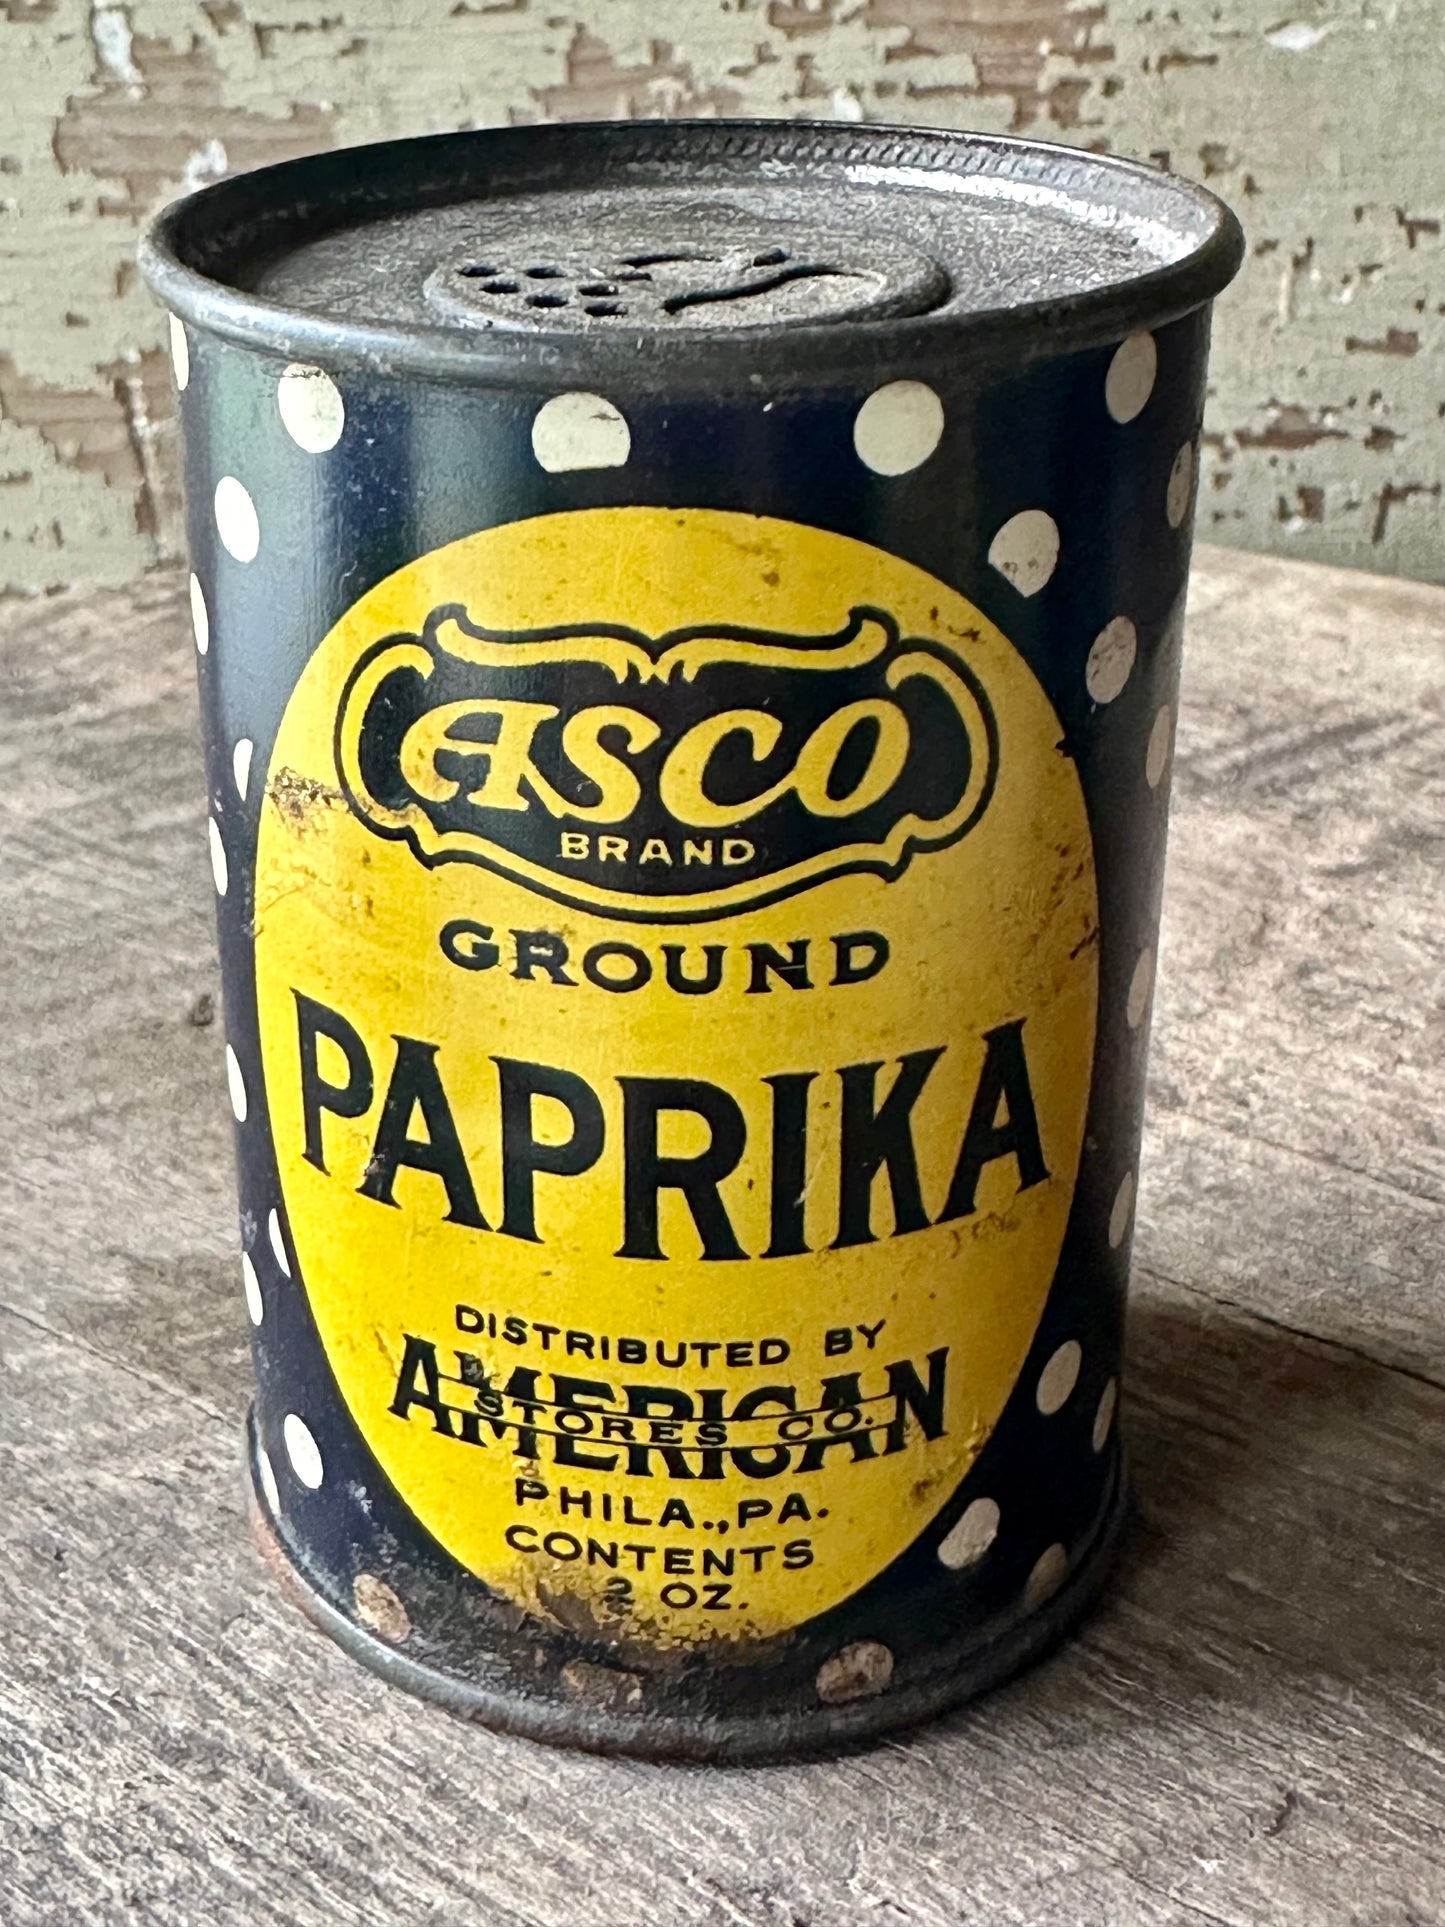 ASCO
BRAND
GROUND
PAPRIKA
DISTRIBUTED BY
AMERICAN
STORES CO.
PHILA., PA.
CONTENTS
2 OZ.